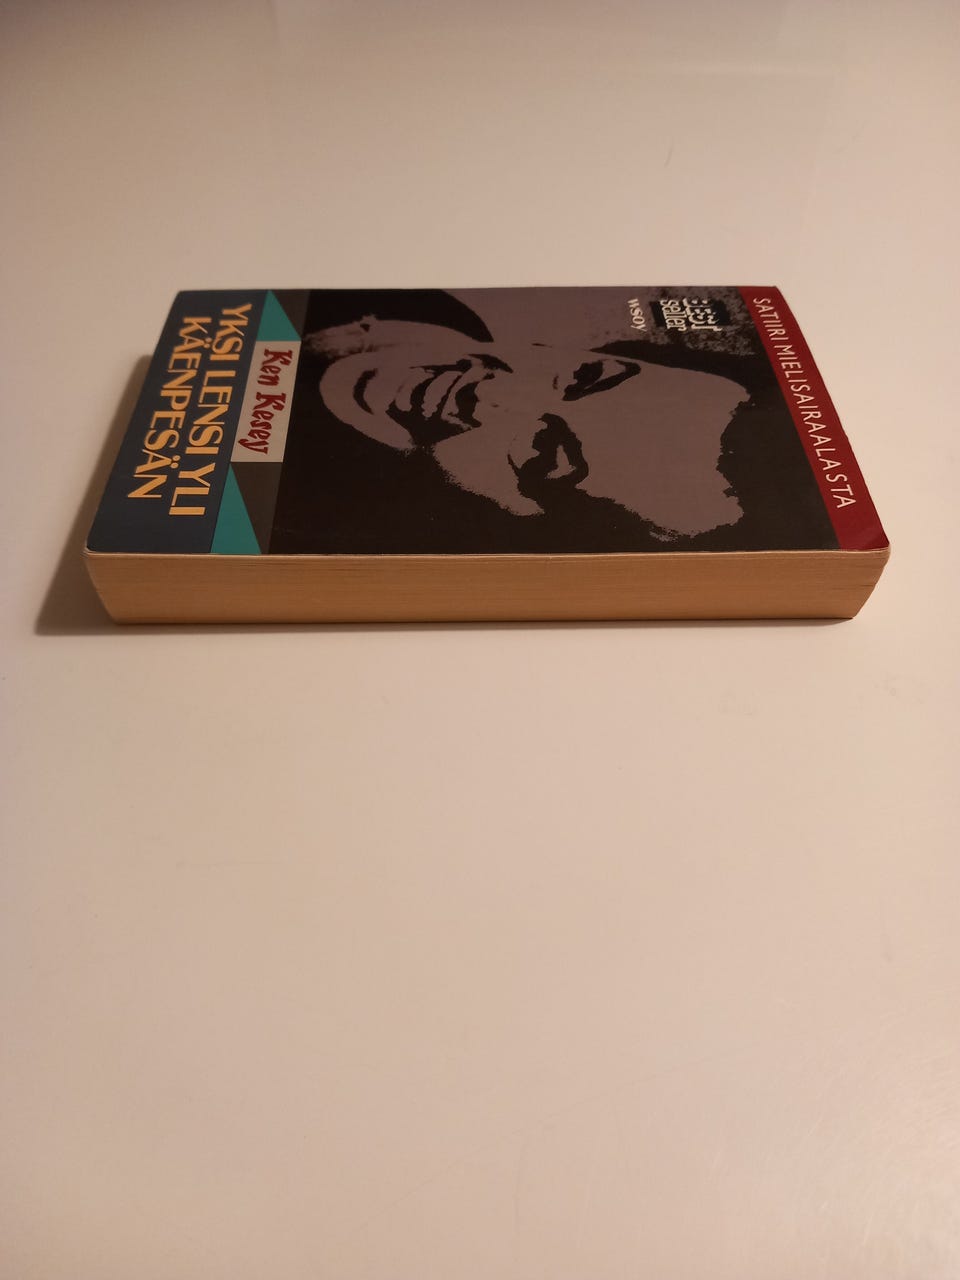 SATIIRI MIELISAIRAALASTA
BEST
seller
wsoy
Ken Kesey
YKSI LENSI YLI
KÄENPESÄN